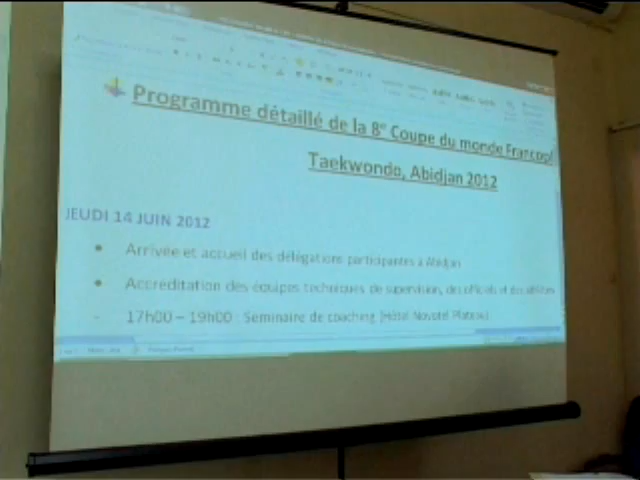 Programme détaillé de la 8e Coupe du monde Francop
Taekwondo, Abidjan 2012
JEUDI 14 JUIN 2012
• Arrivée et accueil des délégations participantes à Abidjan
• Accréditation des équipes techniques de supervision, des officiels et des athlètes
- 17h00 – 19h00 : Seminaire de coaching (Hôtel Novotel Plateau)